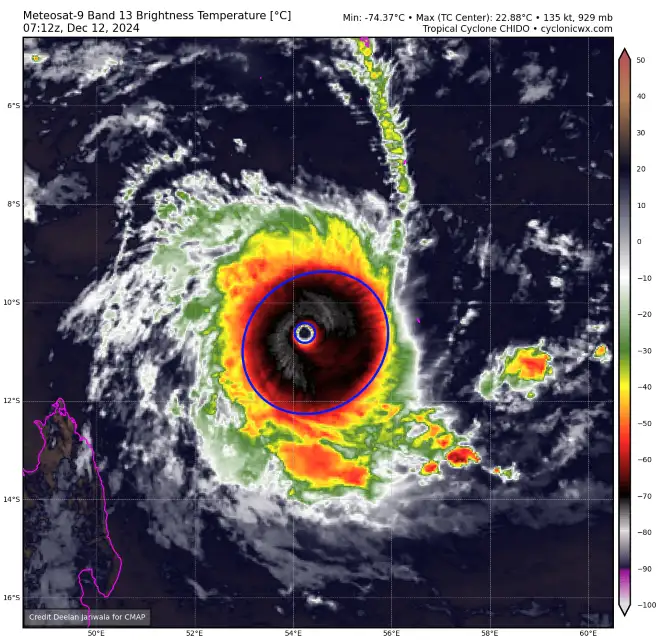 Meteosat-9 Band 13 Brightness Temperature [°C]
07:12z, Dec 12, 2024
Min: -74.37°C • Max (TC Center): 22.88°C • 135 kt, 929 mb
Tropical Cyclone CHIDO • cyclonicwx.com
50
40
30
20
10
0
−10
−20
−30
−40
−50
−60
−70
−80
−90
−100
6°S
8°S
10°S
12°S
14°S
16°S
50°E
52°E
54°E
56°E
58°E
60°E
Credit Deelan Jariwala for CMAP